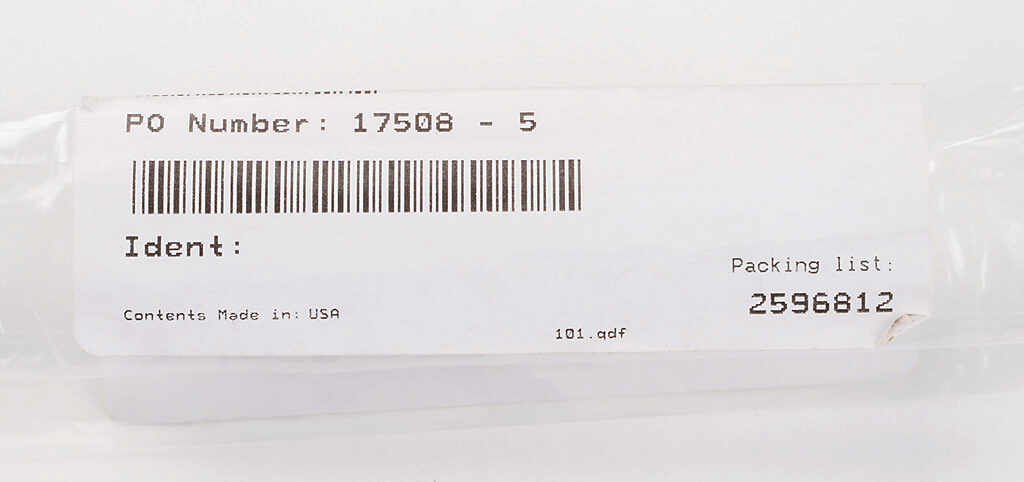 PO Number: 17508 - 5
Ident:
Packing list:
2596812
Contents Made in: USA
101.qdf